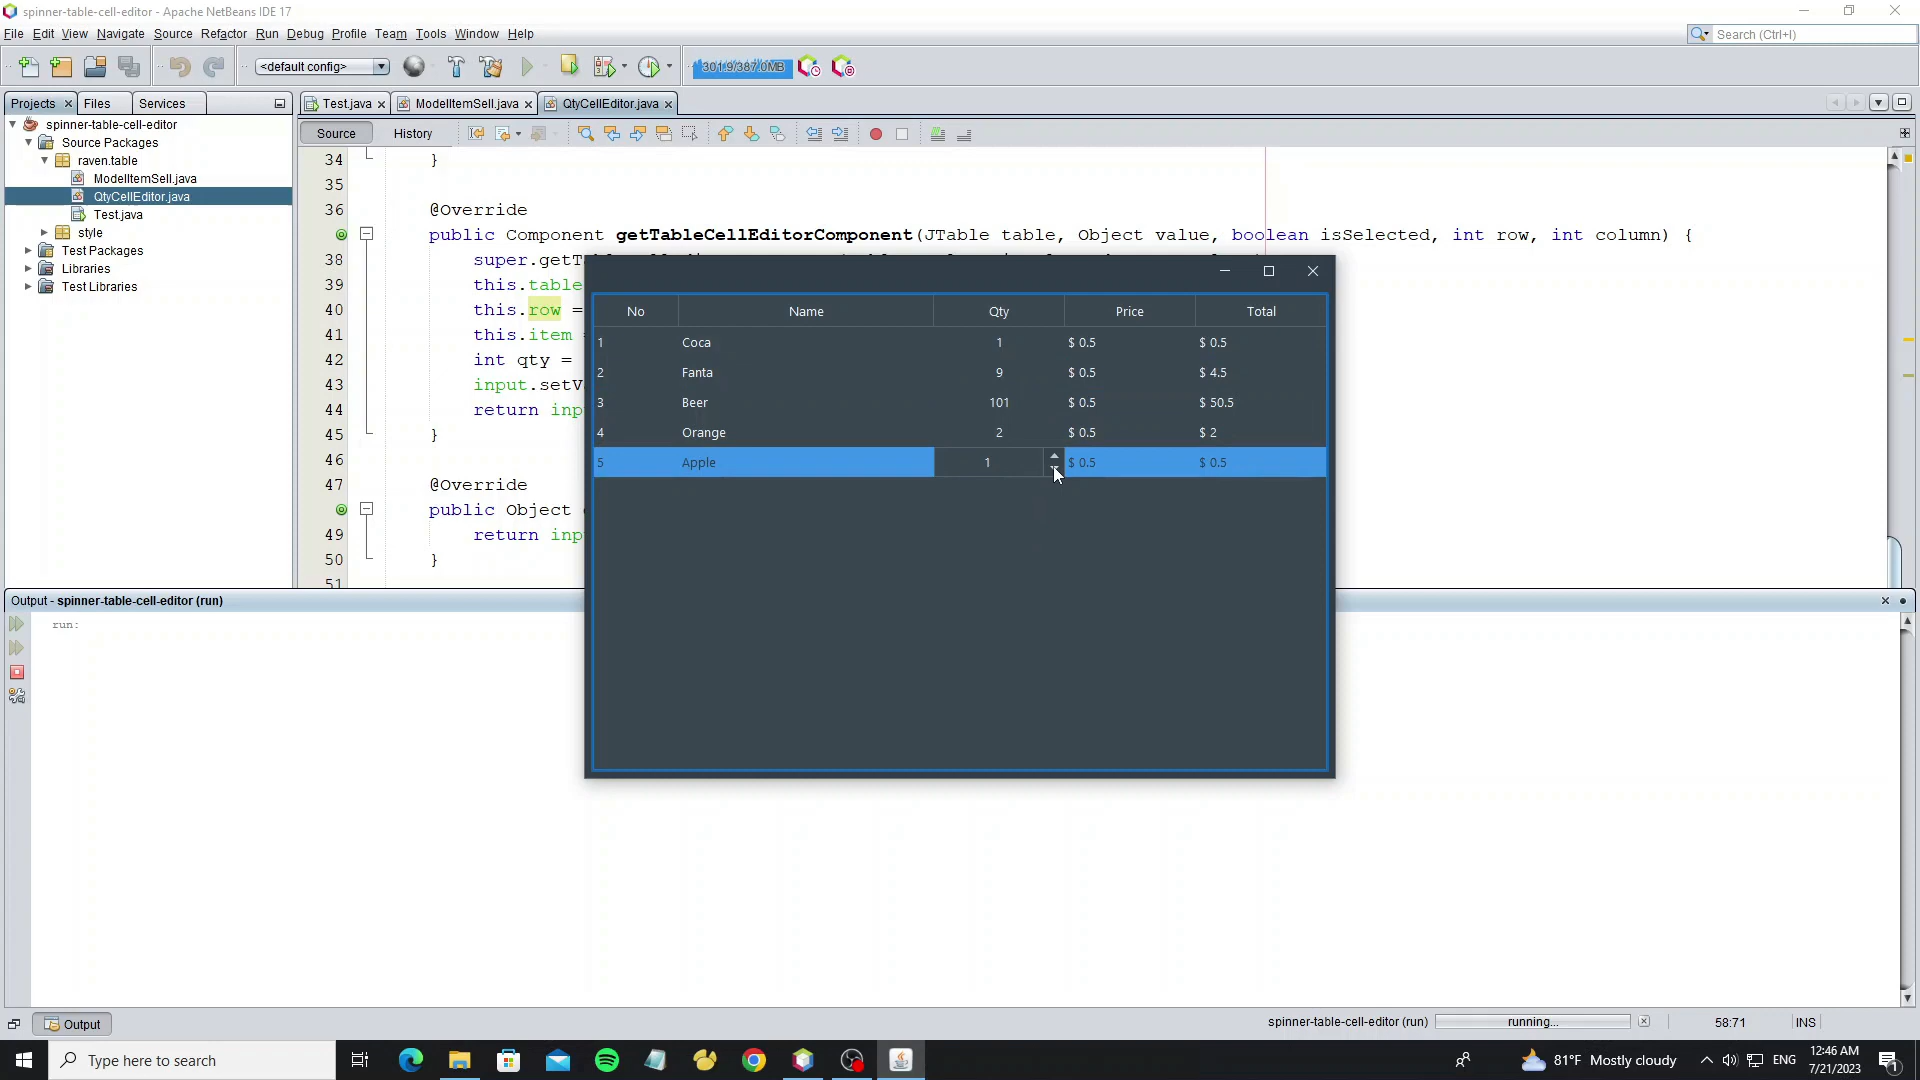 spinner-table-cell-editor - Apache NetBeans IDE 17
File Edit View Navigate Source Refactor Run Debug Profile Team Tools Window Help
Search (Ctrl+I)
<default config>
301.9/387.0MB
Projects Files Services
Test.java ModelItemSell.java QtyCellEditor.java
Source History
spinner-table-cell-editor
Source Packages
raven.table
ModelItemSell.java
QtyCellEditor.java
Test.java
style
Test Packages
Libraries
Test Libraries
34 }
35
36 @Override
public Component getTableCellEditorComponent(JTable table, Object value, boolean isSelected, int row, int column) {
38 super.
39 this.table
40 this.row =
41 this.item
42 int qty =
43 input.
44 return
45 }
46
47 @Override
public Object
49 return
50 }
51
No Name Qty Price Total
1 Coca 1 $ 0.5 $ 0.5
2 Fanta 9 $ 0.5 $ 4.5
3 Beer 101 $ 0.5 $ 50.5
4 Orange 2 $ 0.5 $ 2
5 Apple 1 $ 0.5 $ 0.5
Output - spinner-table-cell-editor (run)
run:
Output
spinner-table-cell-editor (run) running... 58:71 INS
Type here to search
81°F Mostly cloudy
ENG
12:46 AM
7/21/2023
1